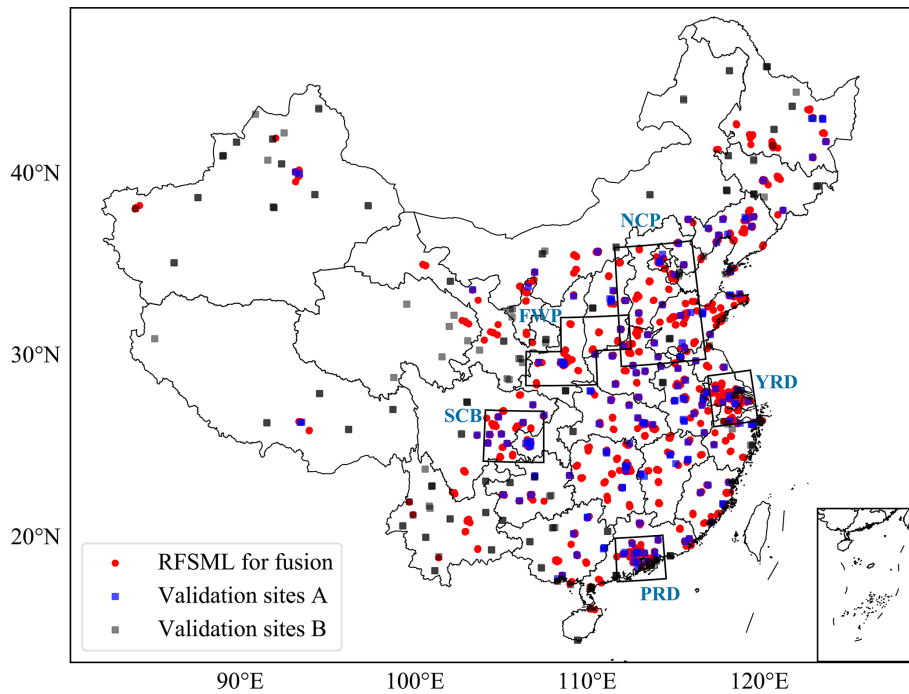 40°N
NCP
FWP
30°N
YRD
SCB
20°N
RFSML for fusion
Validation sites A
Validation sites B
PRD
90°E
100°E
110°E
120°E